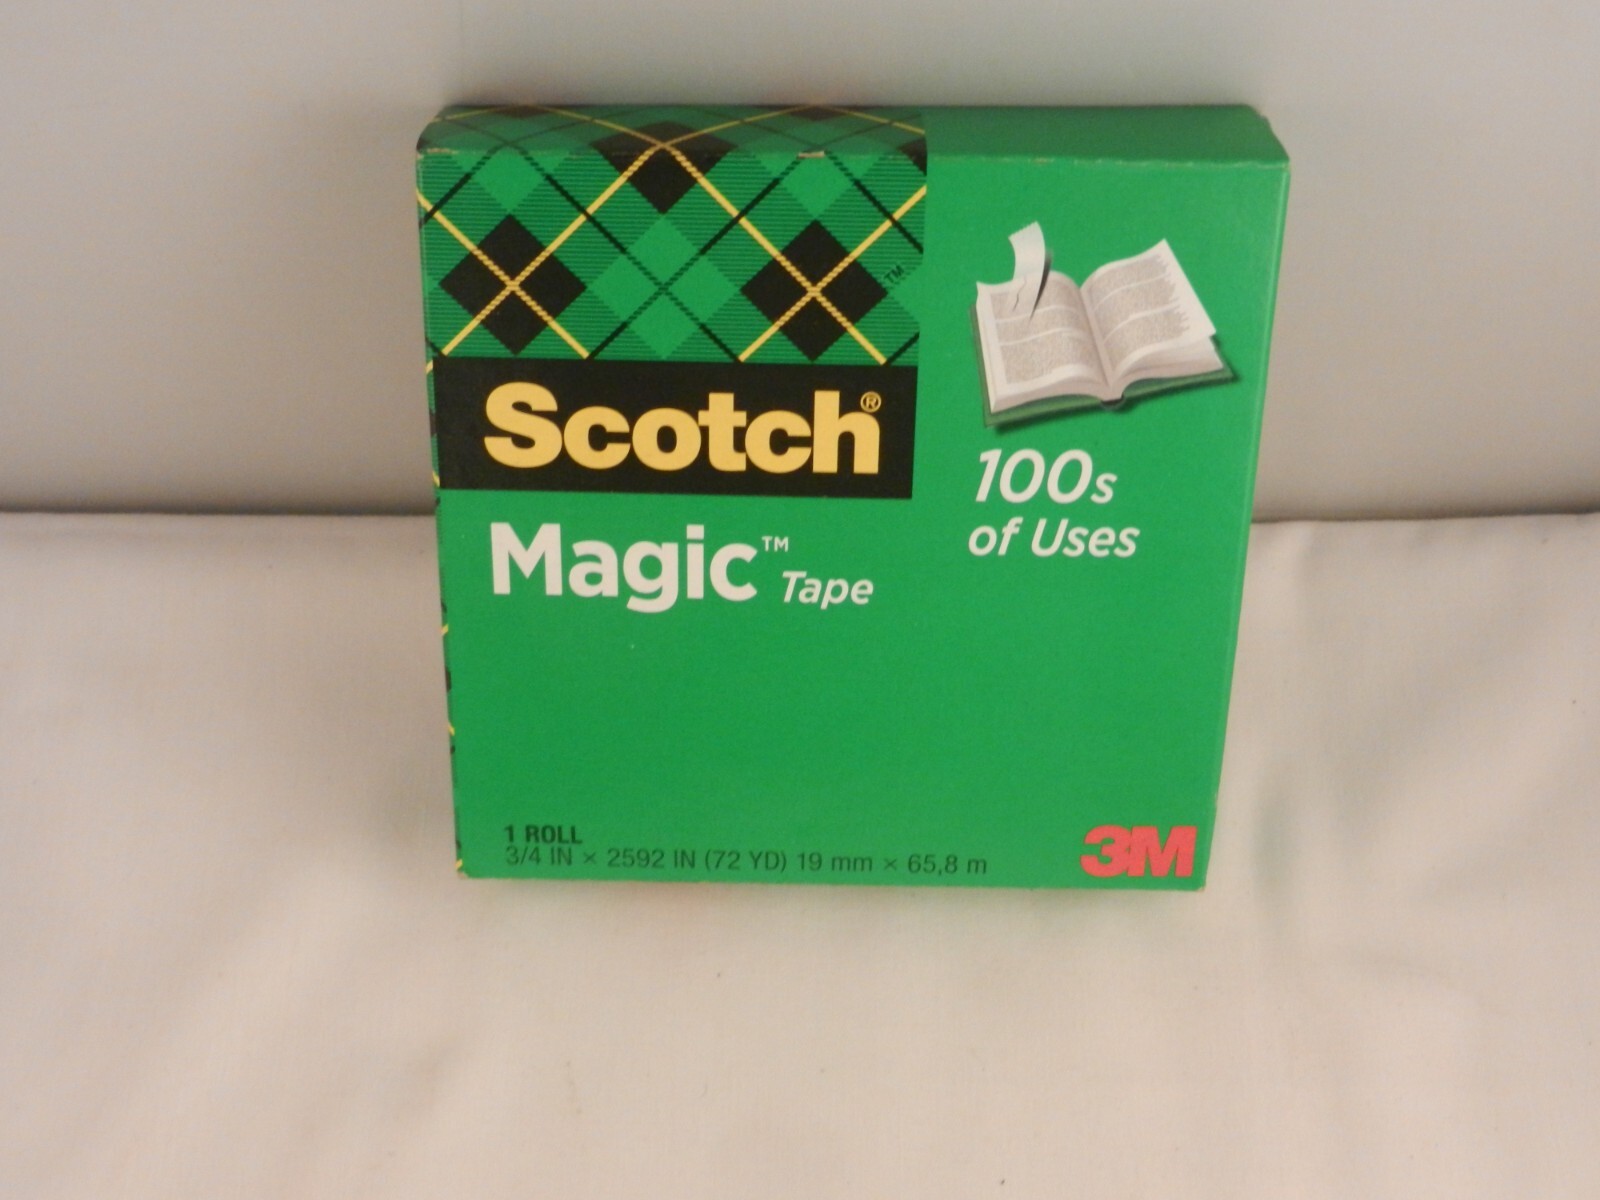 TM
Scotch®
Magic™ Tape
100s
of Uses
1 ROLL
3/4 IN × 2592 IN (72 YD) 19 mm × 65,8 m
3M